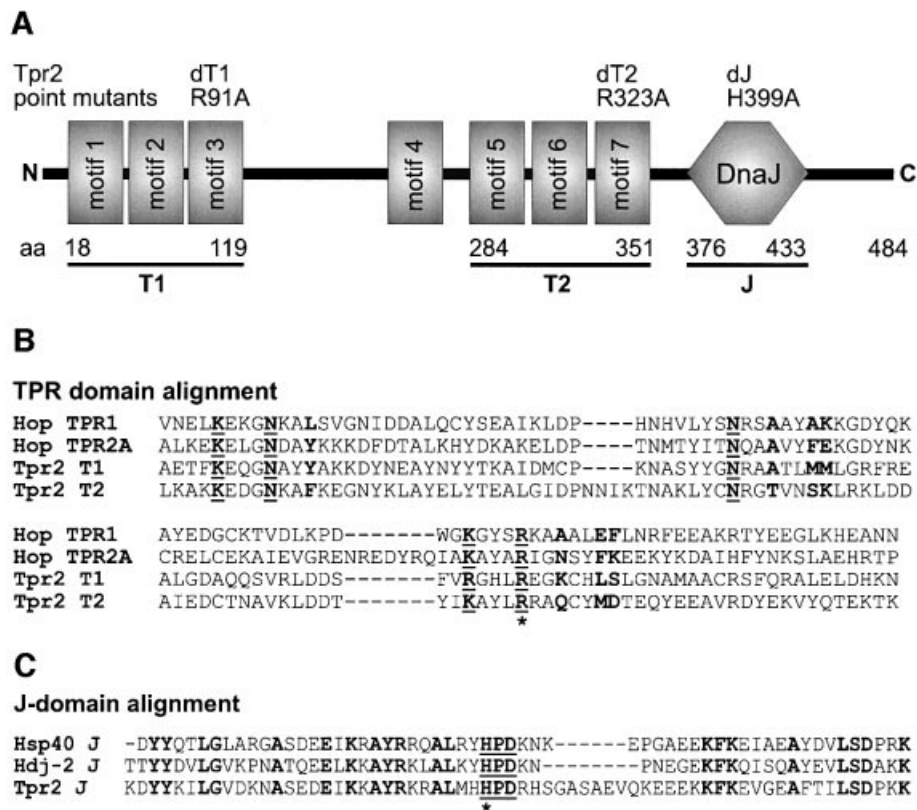 A
Tpr2 dT1 dT2 dJ
point mutants R91A R323A H399A
N motif 1 motif 2 motif 3 motif 4 motif 5 motif 6 motif 7 DnaJ C
aa 18 119 284 351 376 433 484
T1 T2 J
B
TPR domain alignment
Hop TPR1 VNELKEKGNKALSVGNIDDALQCYSEAIKLDP----HNHVLYSNRSAAYAKKGDYQK
Hop TPR2A ALKEKELGNDAYKKKDFDTALKHYDKAKELDP----TNMTYITNQAAVYFEKGDYNK
Tpr2 T1 AETFKEQGNAYYAKKDYNEAYNYYTKAIDMCP----KNASYYGNRAATLMMLGRFRE
Tpr2 T2 LKAKKEDGNKAFKEGNYKLAYELYTEALGIDPNNIKTNAKLYCNRGTVNSKLRKLDD
Hop TPR1 AYEDGCKTVDLKPD-------WGKGYSRKAAALEFLNRFEEAKRTYEEGLKHEANN
Hop TPR2A CRELCEKAIEVGRENREDYRQIAKAYARIGNSYFKEEKYKDAIHFYNKSLAEHRTP
Tpr2 T1 ALGDAQQSVRLDDS-------FVRGHLREGKCHLSLGNAMAACRSFQRALELDHKN
Tpr2 T2 AIEDCTNAVKLDDT-------YIKAYLRRAQCYMDTEQYEEAVRDYEKVYQTEKTK
*
C
J-domain alignment
Hsp40 J -DYYQTLGLARGASDEEIKRAYRRQALRYHPDKNK------EPGAEEKFKEIAEAYDVLSDPRK
Hdj-2 J TTYYDVLGVKPNATQEELKKAYRKLALKYHPDKN-------PNEGEKFKQISQAYEVLSDAKK
Tpr2 J KDYYKILGVDKNASEDEIKKAYRKRALMHHPDRHSGASAEVQKEEEKKFKEVGEAFTILSDPKK
*